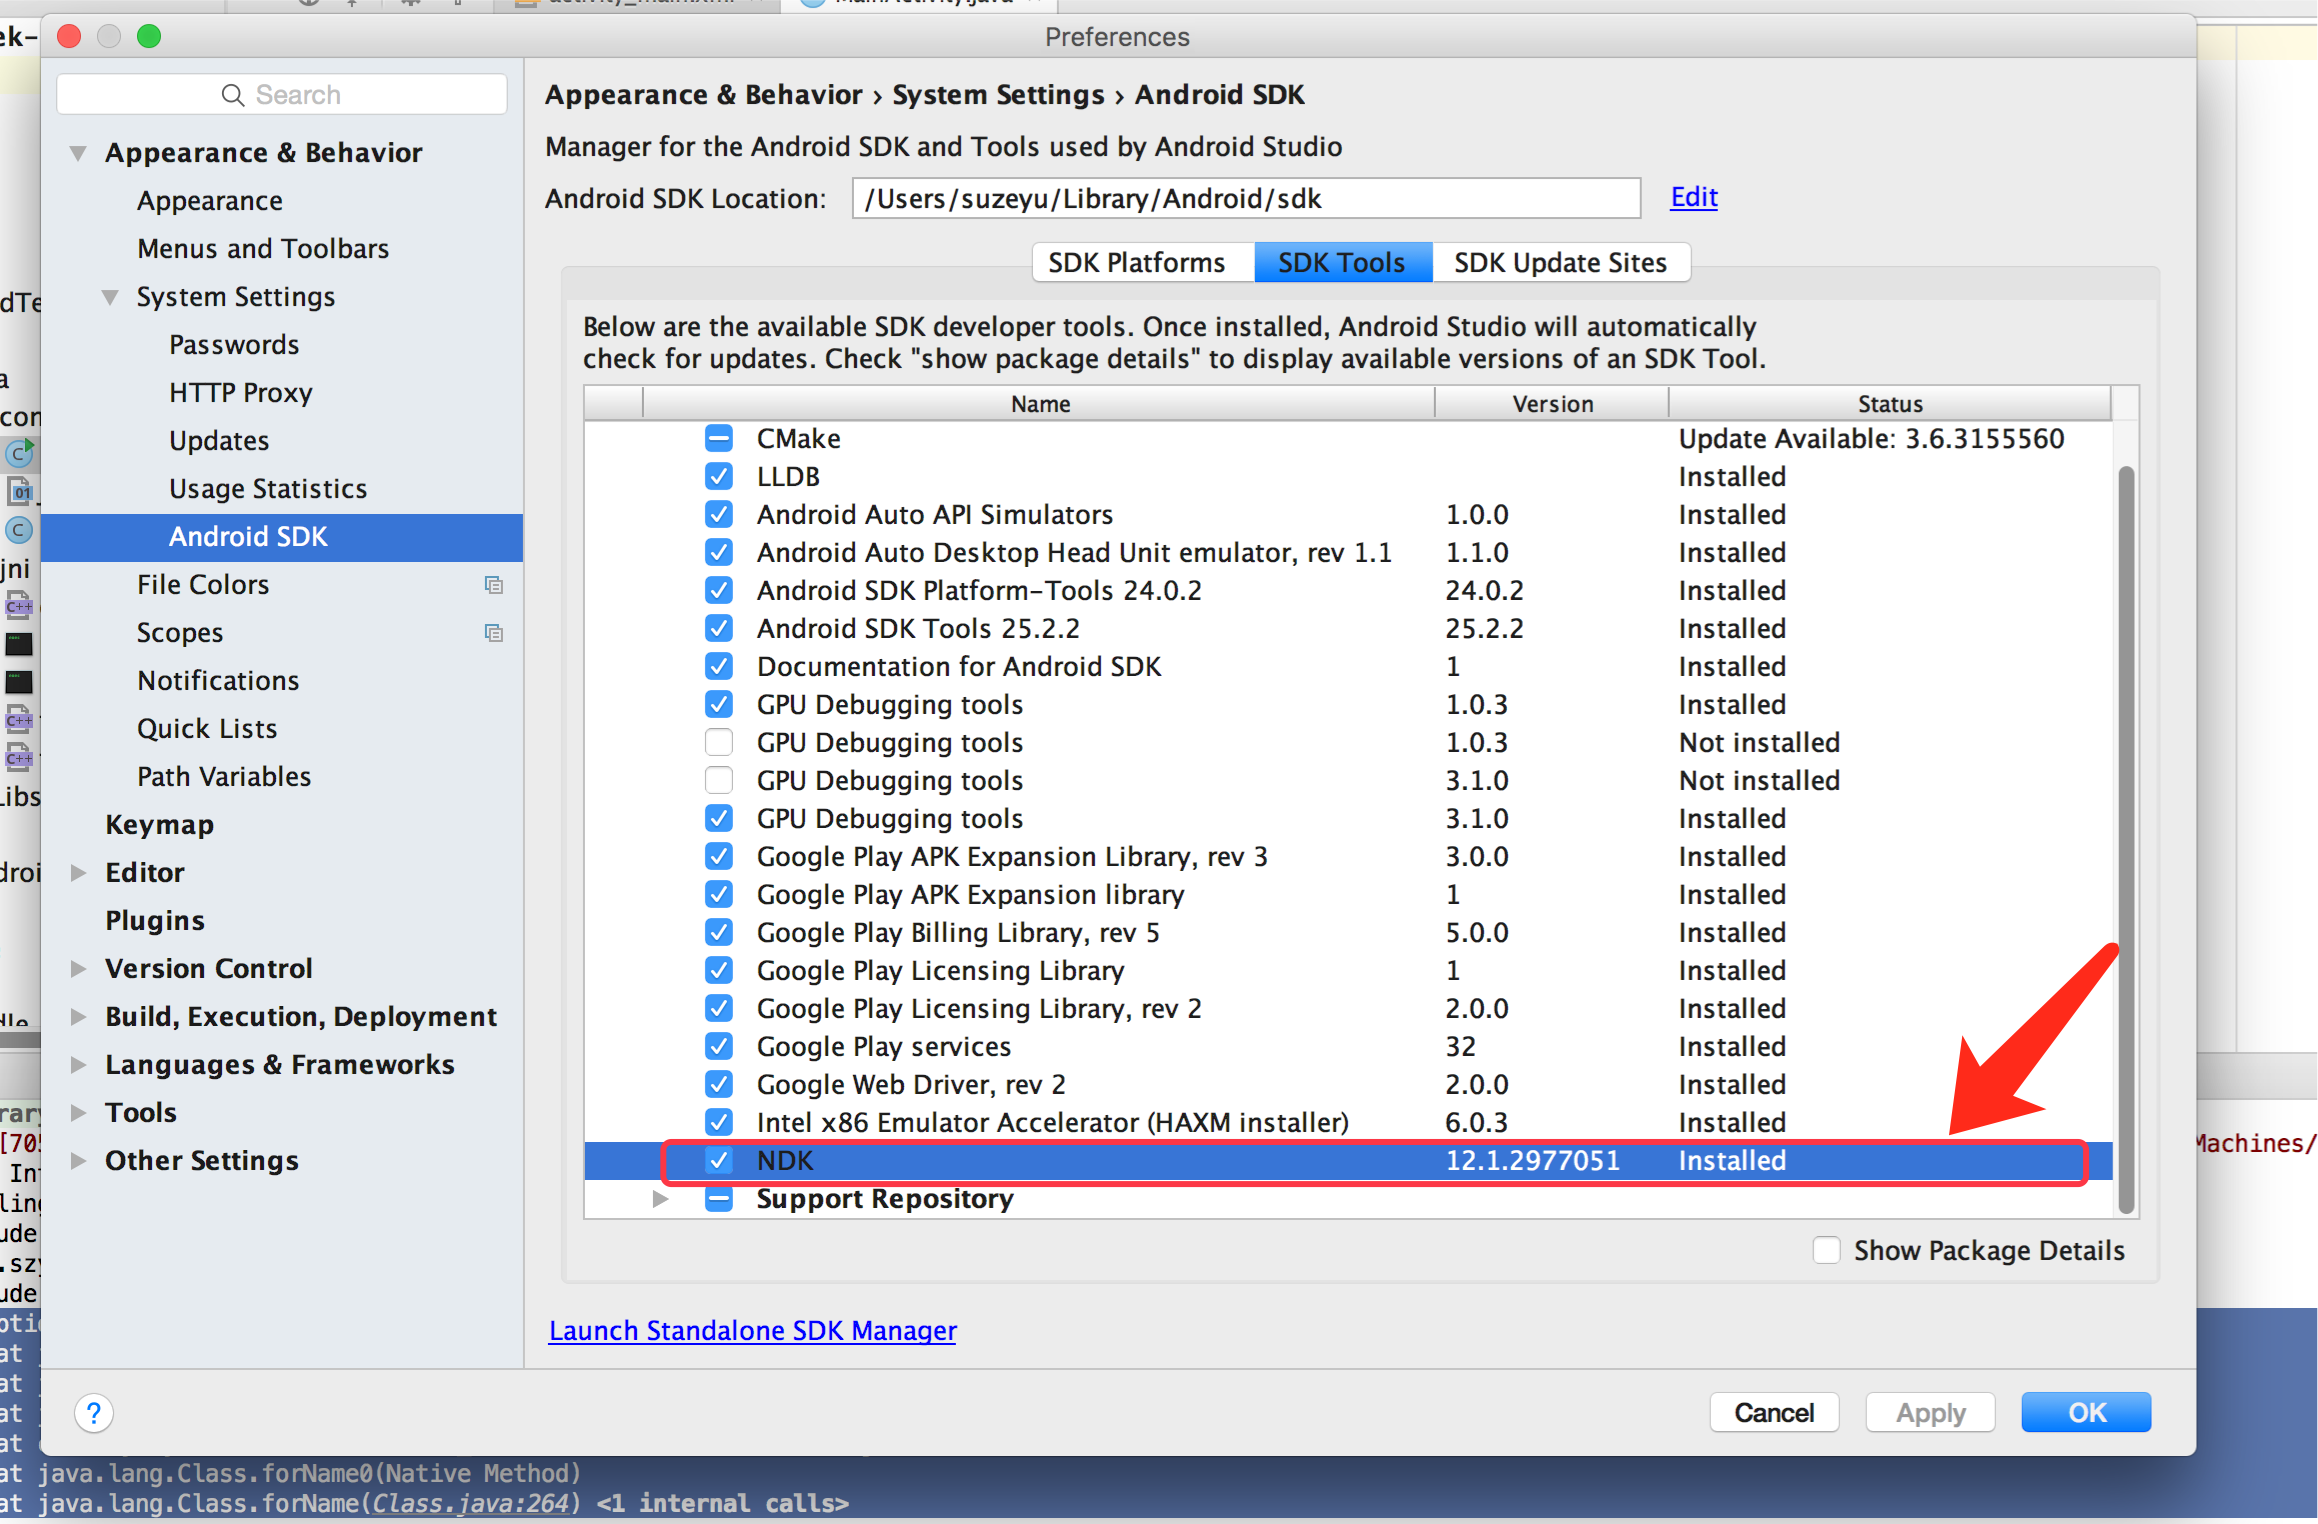 Preferences
Search
Appearance & Behavior
Appearance
Menus and Toolbars
System Settings
Passwords
HTTP Proxy
Updates
Usage Statistics
Android SDK
File Colors
Scopes
Notifications
Quick Lists
Path Variables
Keymap
Editor
Plugins
Version Control
Build, Execution, Deployment
Languages & Frameworks
Tools
Other Settings
Appearance & Behavior › System Settings › Android SDK
Manager for the Android SDK and Tools used by Android Studio
Android SDK Location: /Users/suzeyu/Library/Android/sdk Edit
SDK Platforms SDK Tools SDK Update Sites
Below are the available SDK developer tools. Once installed, Android Studio will automatically
check for updates. Check "show package details" to display available versions of an SDK Tool.
Name Version Status
CMake Update Available: 3.6.3155560
LLDB Installed
Android Auto API Simulators 1.0.0 Installed
Android Auto Desktop Head Unit emulator, rev 1.1 1.1.0 Installed
Android SDK Platform-Tools 24.0.2 24.0.2 Installed
Android SDK Tools 25.2.2 25.2.2 Installed
Documentation for Android SDK 1 Installed
GPU Debugging tools 1.0.3 Installed
GPU Debugging tools 1.0.3 Not installed
GPU Debugging tools 3.1.0 Not installed
GPU Debugging tools 3.1.0 Installed
Google Play APK Expansion Library, rev 3 3.0.0 Installed
Google Play APK Expansion library 1 Installed
Google Play Billing Library, rev 5 5.0.0 Installed
Google Play Licensing Library 1 Installed
Google Play Licensing Library, rev 2 2.0.0 Installed
Google Play services 32 Installed
Google Web Driver, rev 2 2.0.0 Installed
Intel x86 Emulator Accelerator (HAXM installer) 6.0.3 Installed
NDK 12.1.2977051 Installed
Support Repository
Show Package Details
Launch Standalone SDK Manager
? Cancel Apply OK
jni
Machines/
at java.lang.Class.forName0(Native Method)
at java.lang.Class.forName(Class.java:264) <1 internal calls>